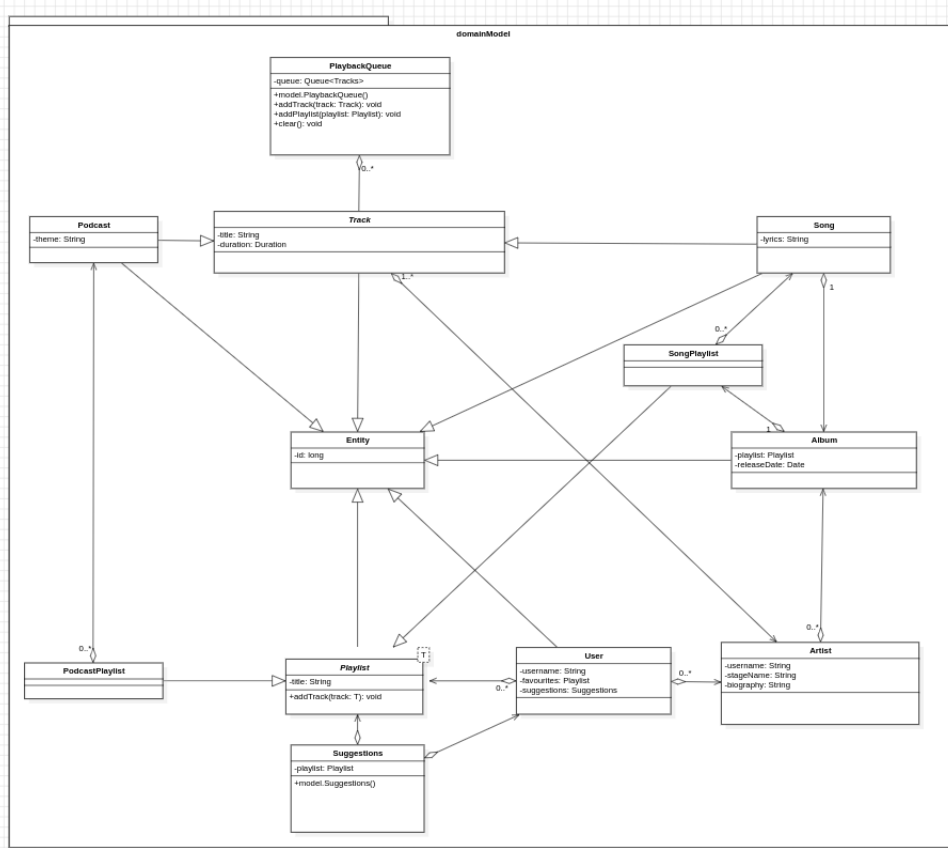 domainModel
PlaybackQueue
-queue: Queue<Tracks>
+model.PlaybackQueue()
+addTrack(track: Track): void
+addPlaylist(playlist: Playlist): void
+clear(): void
0..*
Podcast
-theme: String
Track
-title: String
-duration: Duration
1..*
Song
-lyrics: String
1
0..*
SongPlaylist
Entity
-id: long
1
Album
-playlist: Playlist
-releaseDate: Date
0..*
PodcastPlaylist
T
Playlist
-title: String
+addTrack(track: T): void
User
-username: String
-favourites: Playlist
-suggestions: Suggestions
0..*
0..*
0..*
Artist
-username: String
-stageName: String
-biography: String
Suggestions
-playlist: Playlist
+model.Suggestions()